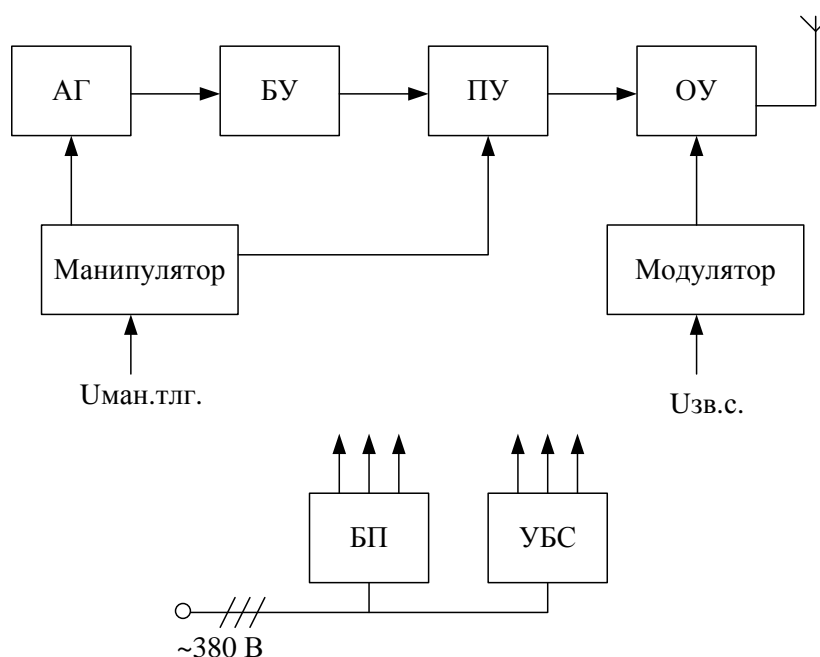 АГ
БУ
ПУ
ОУ
Манипулятор
Модулятор
Uман.тлг.
Uзв.с.
БП
УБС
~380 В